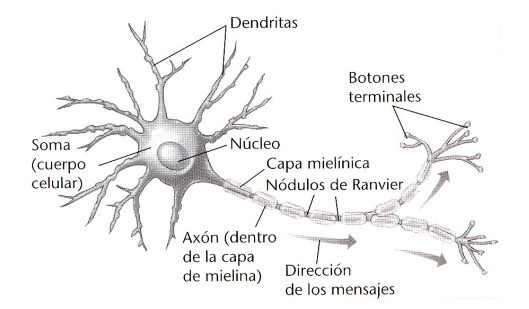 Dendritas
Botones
terminales
Soma
(cuerpo
celular)
Núcleo
Capa mielínica
Nódulos de Ranvier
Axón (dentro
de la capa
de mielina)
Dirección
de los mensajes